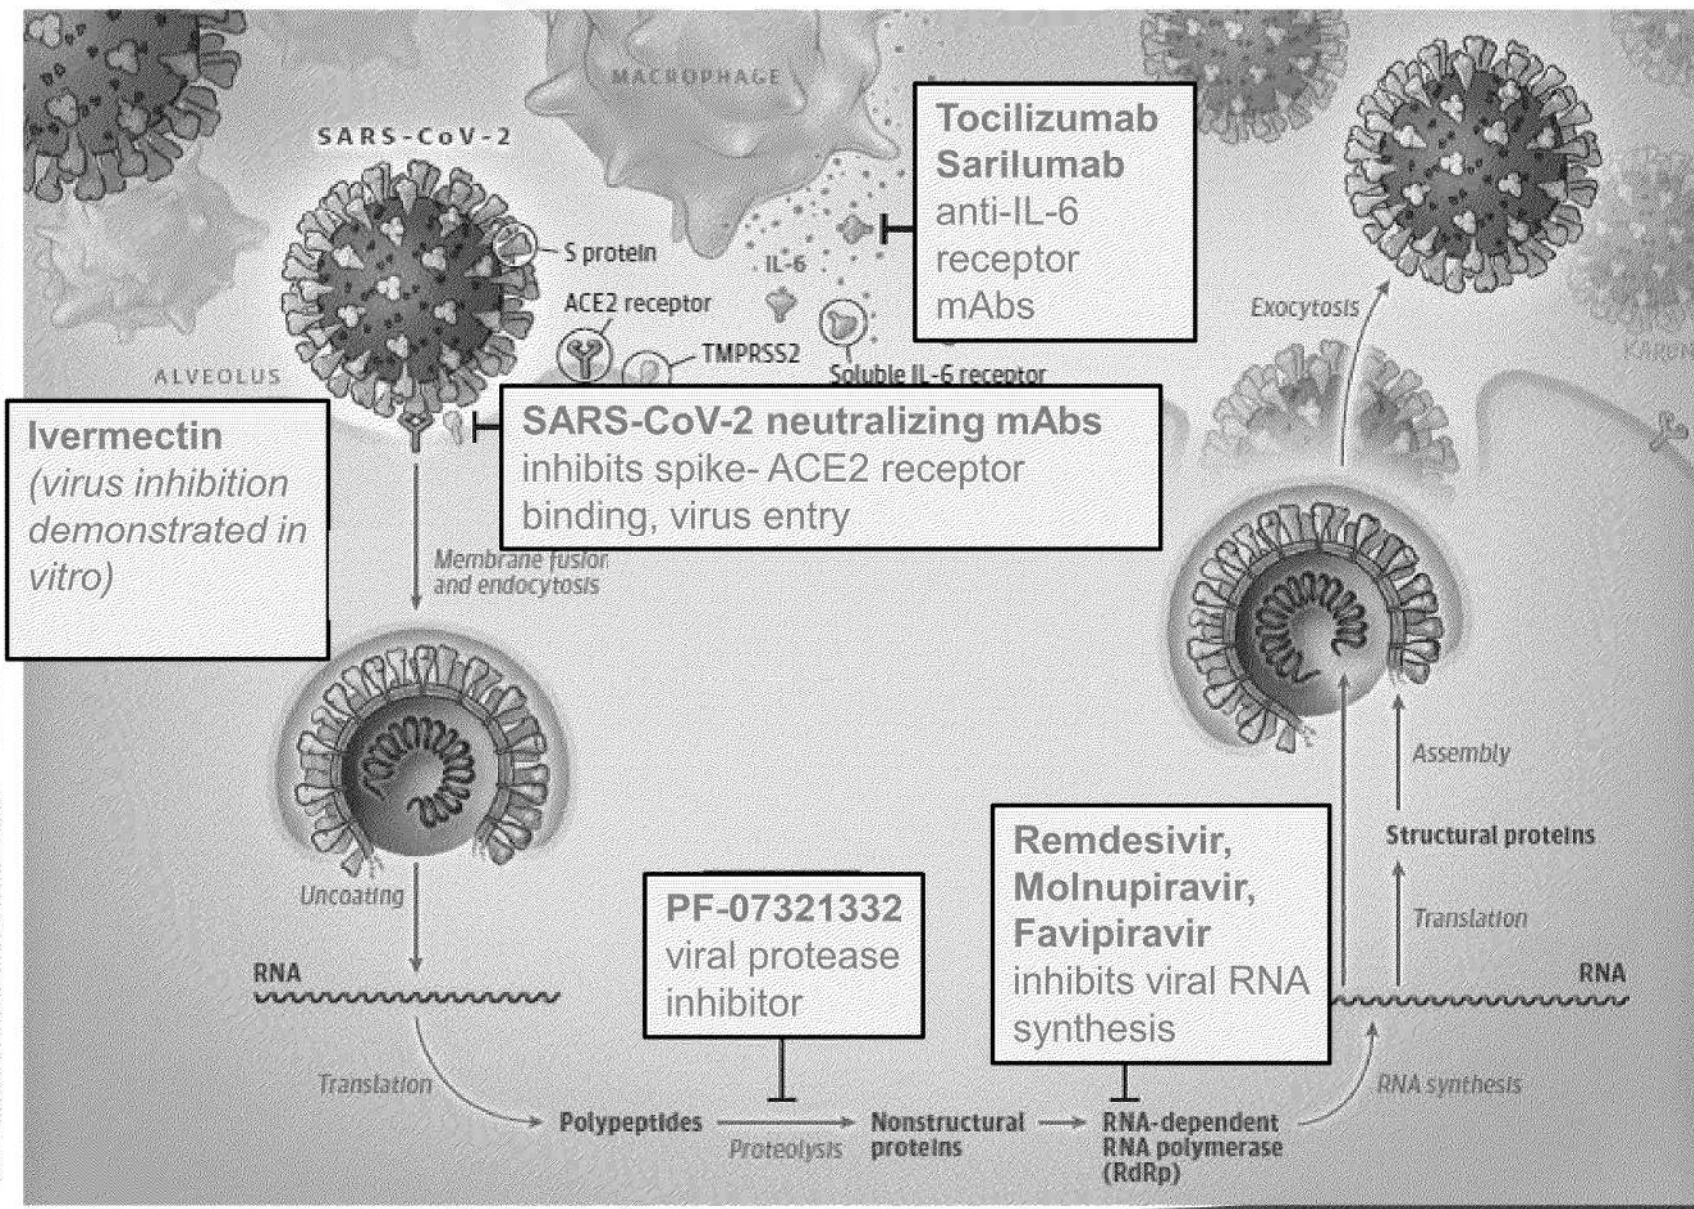 MACROPHAGE
SARS-CoV-2
S protein
ACE2 receptor
TMPRSS2
IL-6
Soluble IL-6 receptor
Tocilizumab
Sarilumab
anti-IL-6
receptor
mAbs
Exocytosis
ALVEOLUS
Ivermectin
(virus inhibition
demonstrated in
vitro)
SARS-CoV-2 neutralizing mAbs
inhibits spike- ACE2 receptor
binding, virus entry
Membrane fusion
and endocytosis
Uncoating
RNA
Translation
Polypeptides
Proteolysis
PF-07321332
viral protease
inhibitor
Nonstructural
proteins
Remdesivir,
Molnupiravir,
Favipiravir
inhibits viral RNA
synthesis
RNA-dependent
RNA polymerase
(RdRp)
RNA synthesis
RNA
Translation
Structural proteins
Assembly